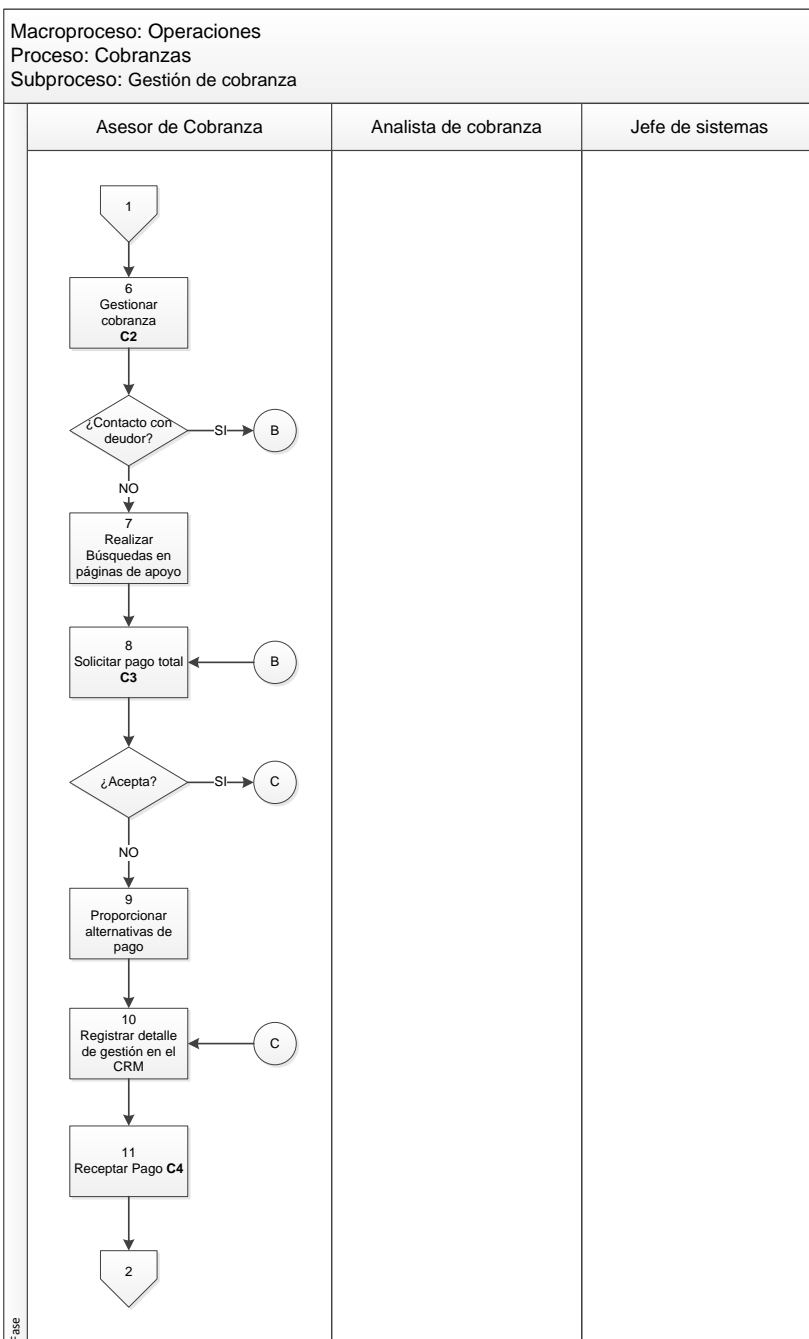 Macroproceso: Operaciones
Proceso: Cobranzas
Subproceso: Gestión de cobranza
Asesor de Cobranza
Analista de cobranza
Jefe de sistemas
1
6
Gestionar
cobranza
C2
¿Contacto con
deudor?
SI
B
NO
7
Realizar
Búsquedas en
páginas de apoyo
8
Solicitar pago total
C3
B
¿Acepta?
SI
C
NO
9
Proporcionar
alternativas de
pago
10
Registrar detalle
de gestión en el
CRM
C
11
Receptar Pago C4
2
Fase